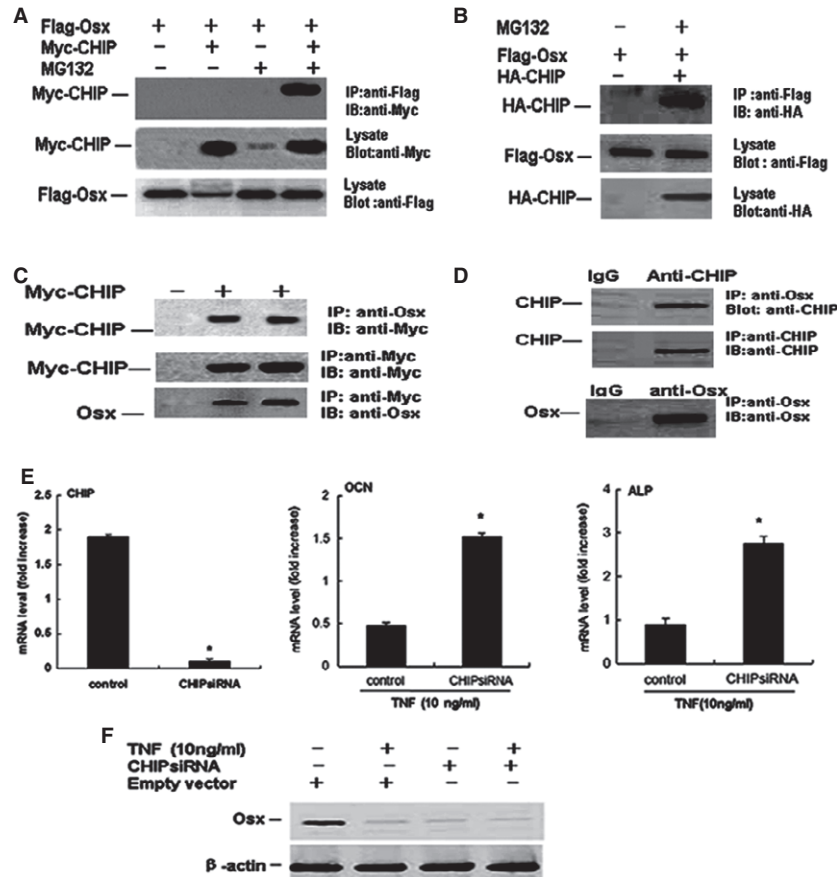 A
Flag-Osx + + + +
Myc-CHIP – + – +
MG132 – – + +
Myc-CHIP — IP:anti-Flag
IB:anti-Myc
Myc-CHIP — Lysate
Blot:anti-Myc
Flag-Osx — Lysate
Blot :anti-Flag
B
MG132 – +
Flag-Osx + +
HA-CHIP – +
HA-CHIP — IP :anti-Flag
IB: anti-HA
Flag-Osx — Lysate
Blot : anti-Flag
HA-CHIP — Lysate
Blot:anti-HA
C
Myc-CHIP – + +
Myc-CHIP — IP: anti-Osx
IB: anti-Myc
Myc-CHIP — IP:anti-Myc
IB: anti-Myc
Osx — IP: anti-Myc
IB: anti-Osx
D
IgG Anti-CHIP
CHIP — IP: anti-Osx
Blot: anti-CHIP
CHIP — IP:anti-CHIP
IB:anti-CHIP
IgG anti-Osx
Osx — IP:anti-Osx
IB:anti-Osx
E
CHIP
mRNA level (fold increase)
2.5
2
1.5
1
0.5
0
*
control CHIPsiRNA
OCN
mRNA level (fold increase)
2
1.5
1
0.5
0
*
control CHIPsiRNA
TNF (10 ng/ml)
ALP
mRNA level (fold increase)
4
3
2
1
0
*
control CHIPsiRNA
TNF(10ng/ml)
F
TNF (10ng/ml) – + – +
CHIPsiRNA – – + +
Empty vector + + – –
Osx –
β-actin –